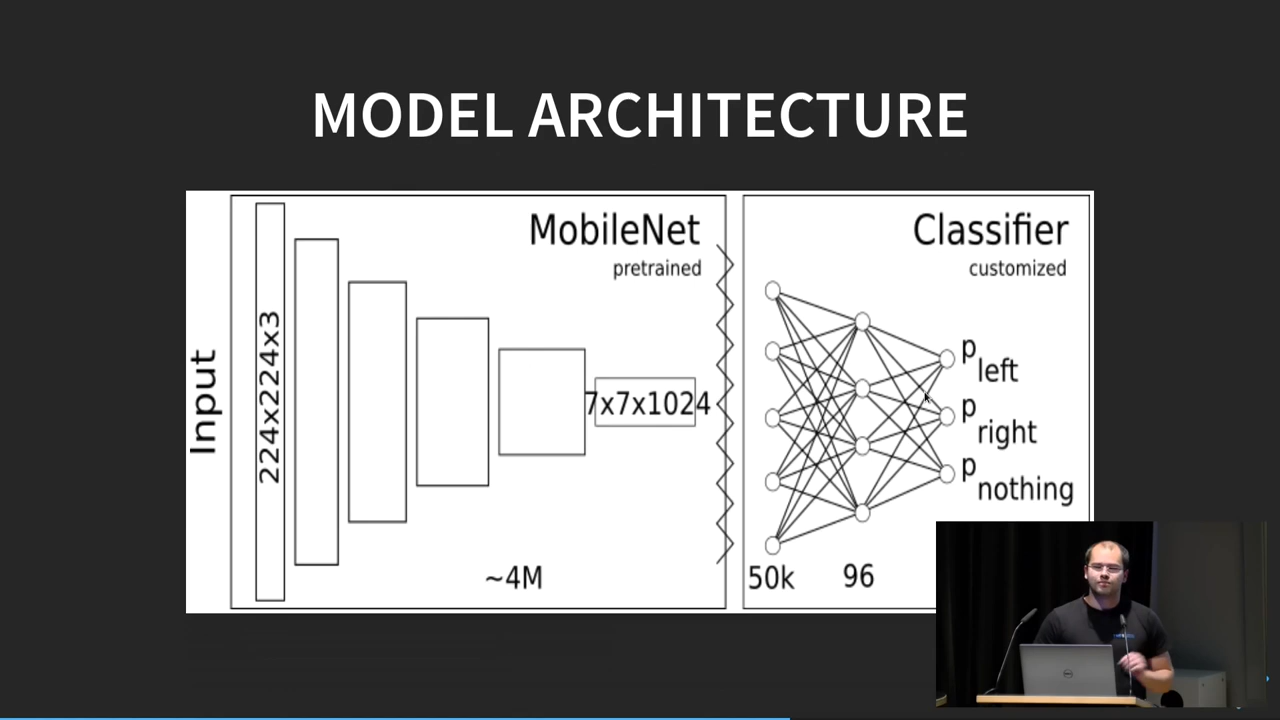 MODEL ARCHITECTURE
Input
224x224x3
MobileNet
pretrained
7x7x1024
~4M
Classifier
customized
p left
p right
p nothing
50k
96